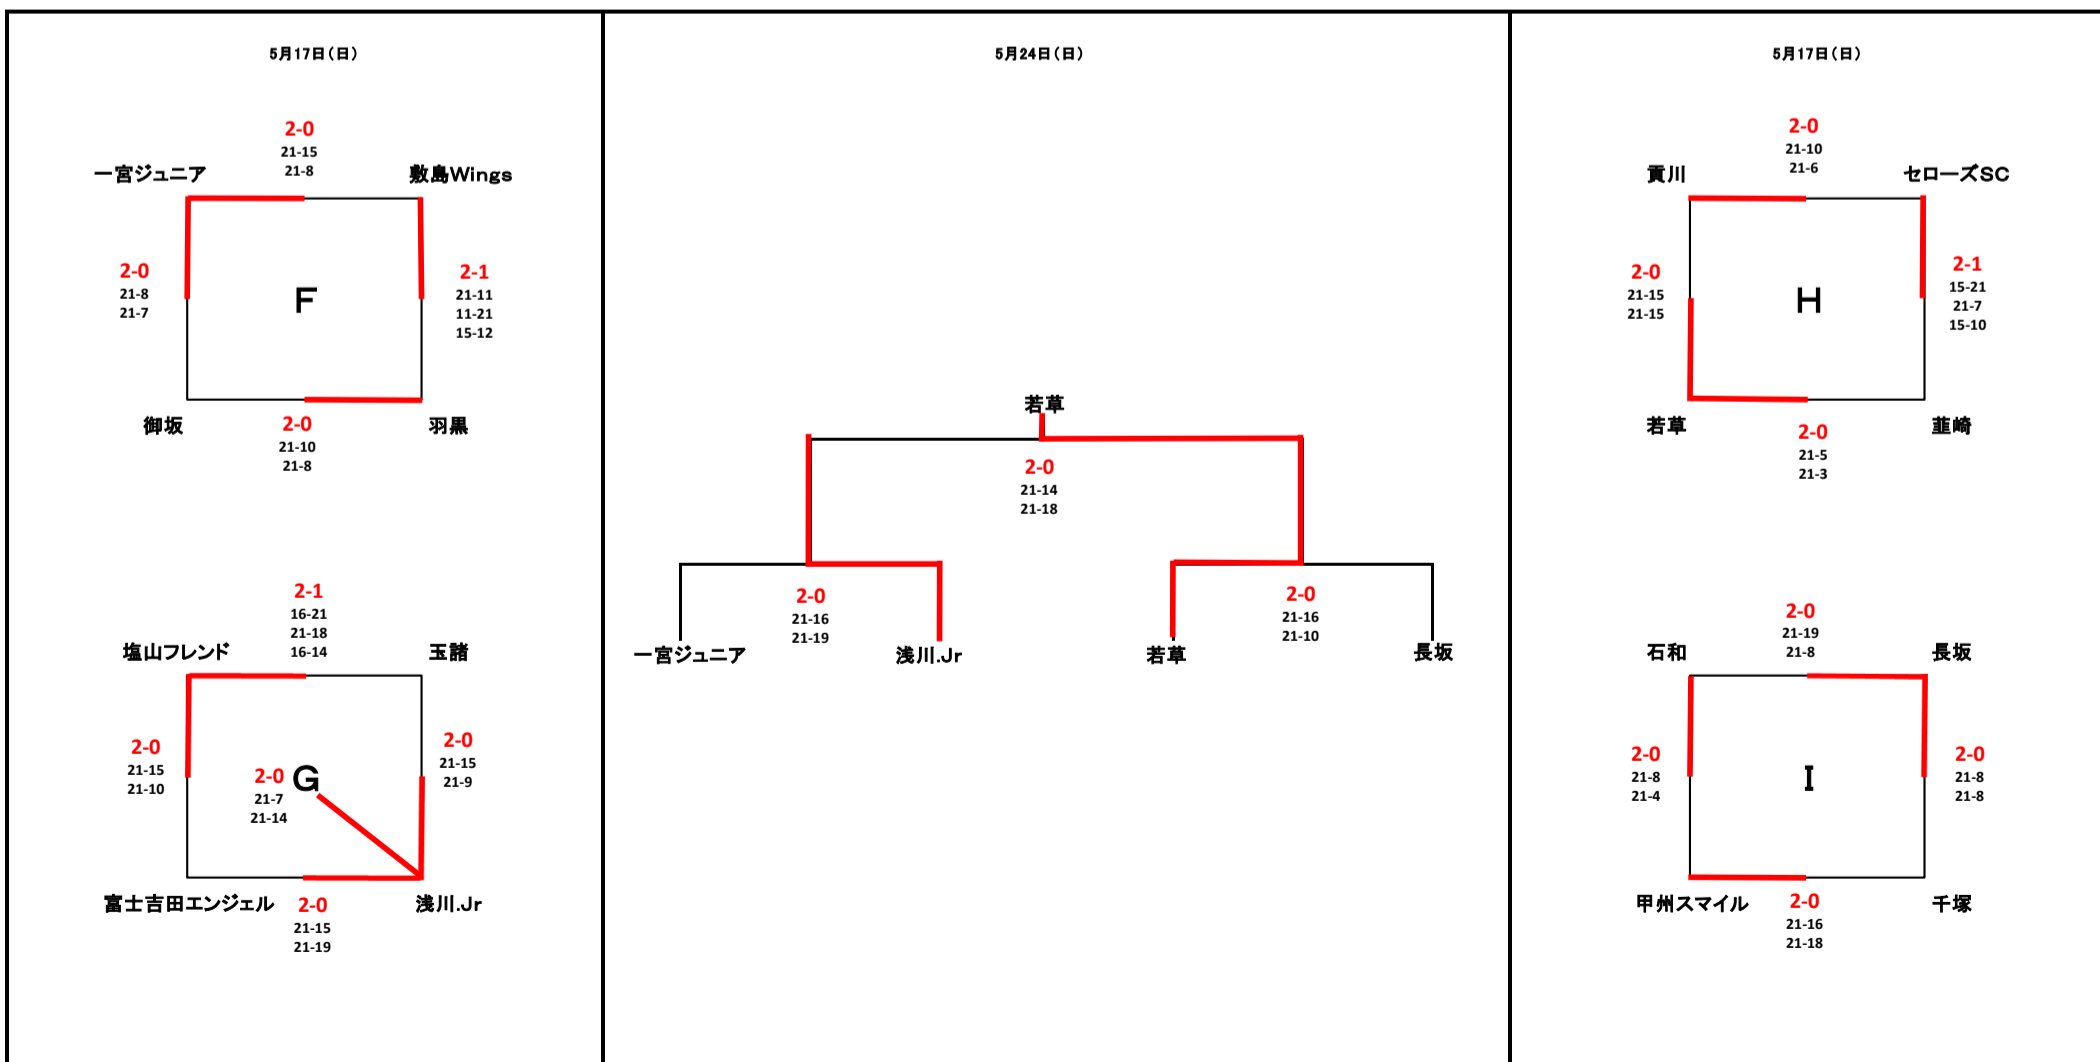 5月17日(日)
2-0
21-15
21-8
一宮ジュニア
敷島Wings
2-0
21-8
21-7
F
2-1
21-11
11-21
15-12
御坂
2-0
21-10
21-8
羽黒
2-1
16-21
21-18
16-14
塩山フレンド
玉諸
2-0
21-15
21-10
2-0
21-7
21-14
G
2-0
21-15
21-9
富士吉田エンジェル
2-0
21-15
21-19
浅川.Jr
5月24日(日)
若草
2-0
21-14
21-18
2-0
21-16
21-19
2-0
21-16
21-10
一宮ジュニア
浅川.Jr
若草
長坂
5月17日(日)
2-0
21-10
21-6
貢川
セローズSC
2-0
21-15
21-15
H
2-1
15-21
21-7
15-10
若草
2-0
21-5
21-3
韮崎
2-0
21-19
21-8
石和
長坂
2-0
21-8
21-4
I
2-0
21-8
21-8
甲州スマイル
2-0
21-16
21-18
千塚